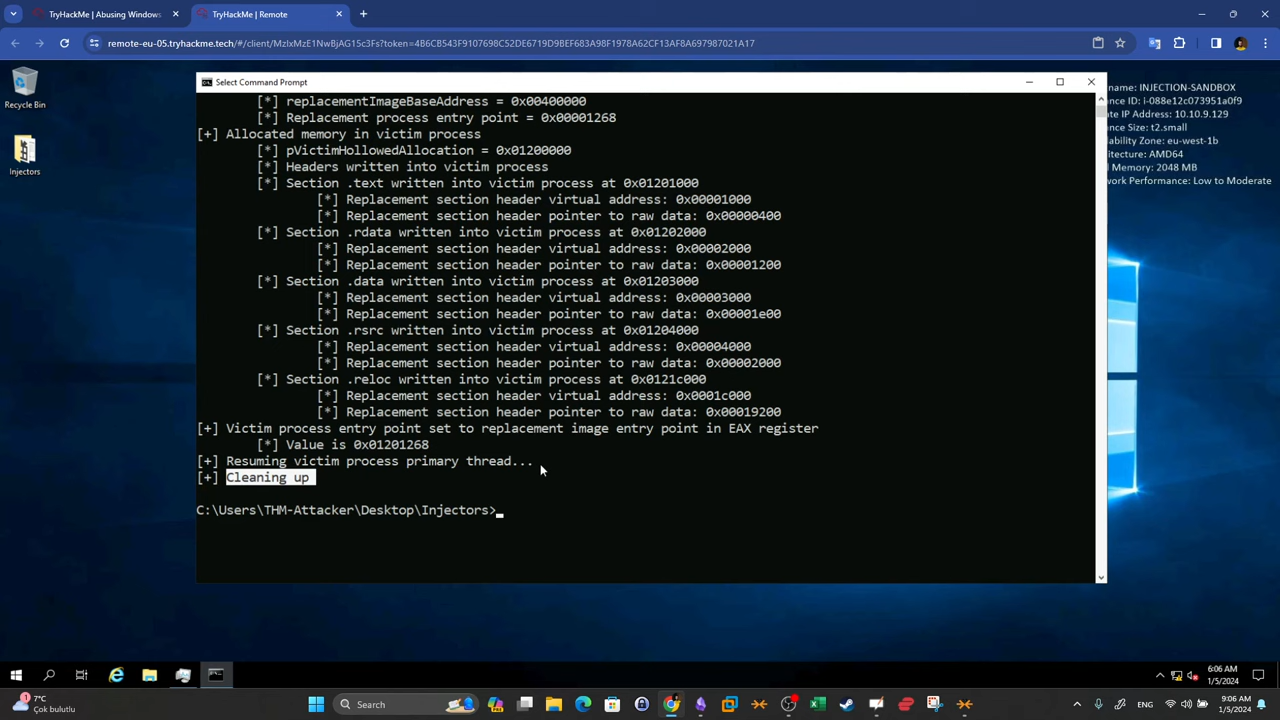 TryHackMe | Abusing Windows
TryHackMe | Remote
remote-eu-05.tryhackme.tech/#/client/MzIxMzE1NwBjAG15c3Fs?token=4B6CB543F9107698C52DE6719D9BEF683A98F1978A62CF13AF8A697987021A17
Recycle Bin
Injectors
name: INJECTION-SANDBOX
nce ID: i-088e12c073951a0f9
ate IP Address: 10.10.9.129
ance Size: t2.small
lability Zone: eu-west-1b
itecture: AMD64
l Memory: 2048 MB
work Performance: Low to Moderate
Select Command Prompt
[*] replacementImageBaseAddress = 0x00400000
[*] Replacement process entry point = 0x00001268
[+] Allocated memory in victim process
[*] pVictimHollowedAllocation = 0x01200000
[*] Headers written into victim process
[*] Section .text written into victim process at 0x01201000
[*] Replacement section header virtual address: 0x00001000
[*] Replacement section header pointer to raw data: 0x00000400
[*] Section .rdata written into victim process at 0x01202000
[*] Replacement section header virtual address: 0x00002000
[*] Replacement section header pointer to raw data: 0x00001200
[*] Section .data written into victim process at 0x01203000
[*] Replacement section header virtual address: 0x00003000
[*] Replacement section header pointer to raw data: 0x00001e00
[*] Section .rsrc written into victim process at 0x01204000
[*] Replacement section header virtual address: 0x00004000
[*] Replacement section header pointer to raw data: 0x00002000
[*] Section .reloc written into victim process at 0x0121c000
[*] Replacement section header virtual address: 0x0001c000
[*] Replacement section header pointer to raw data: 0x00019200
[+] Victim process entry point set to replacement image entry point in EAX register
[*] Value is 0x01201268
[+] Resuming victim process primary thread...
[+] Cleaning up
C:\Users\THM-Attacker\Desktop\Injectors>
6:06 AM
1/5/2024
1
7°C
Çok bulutlu
Search
9:06 AM
1/5/2024